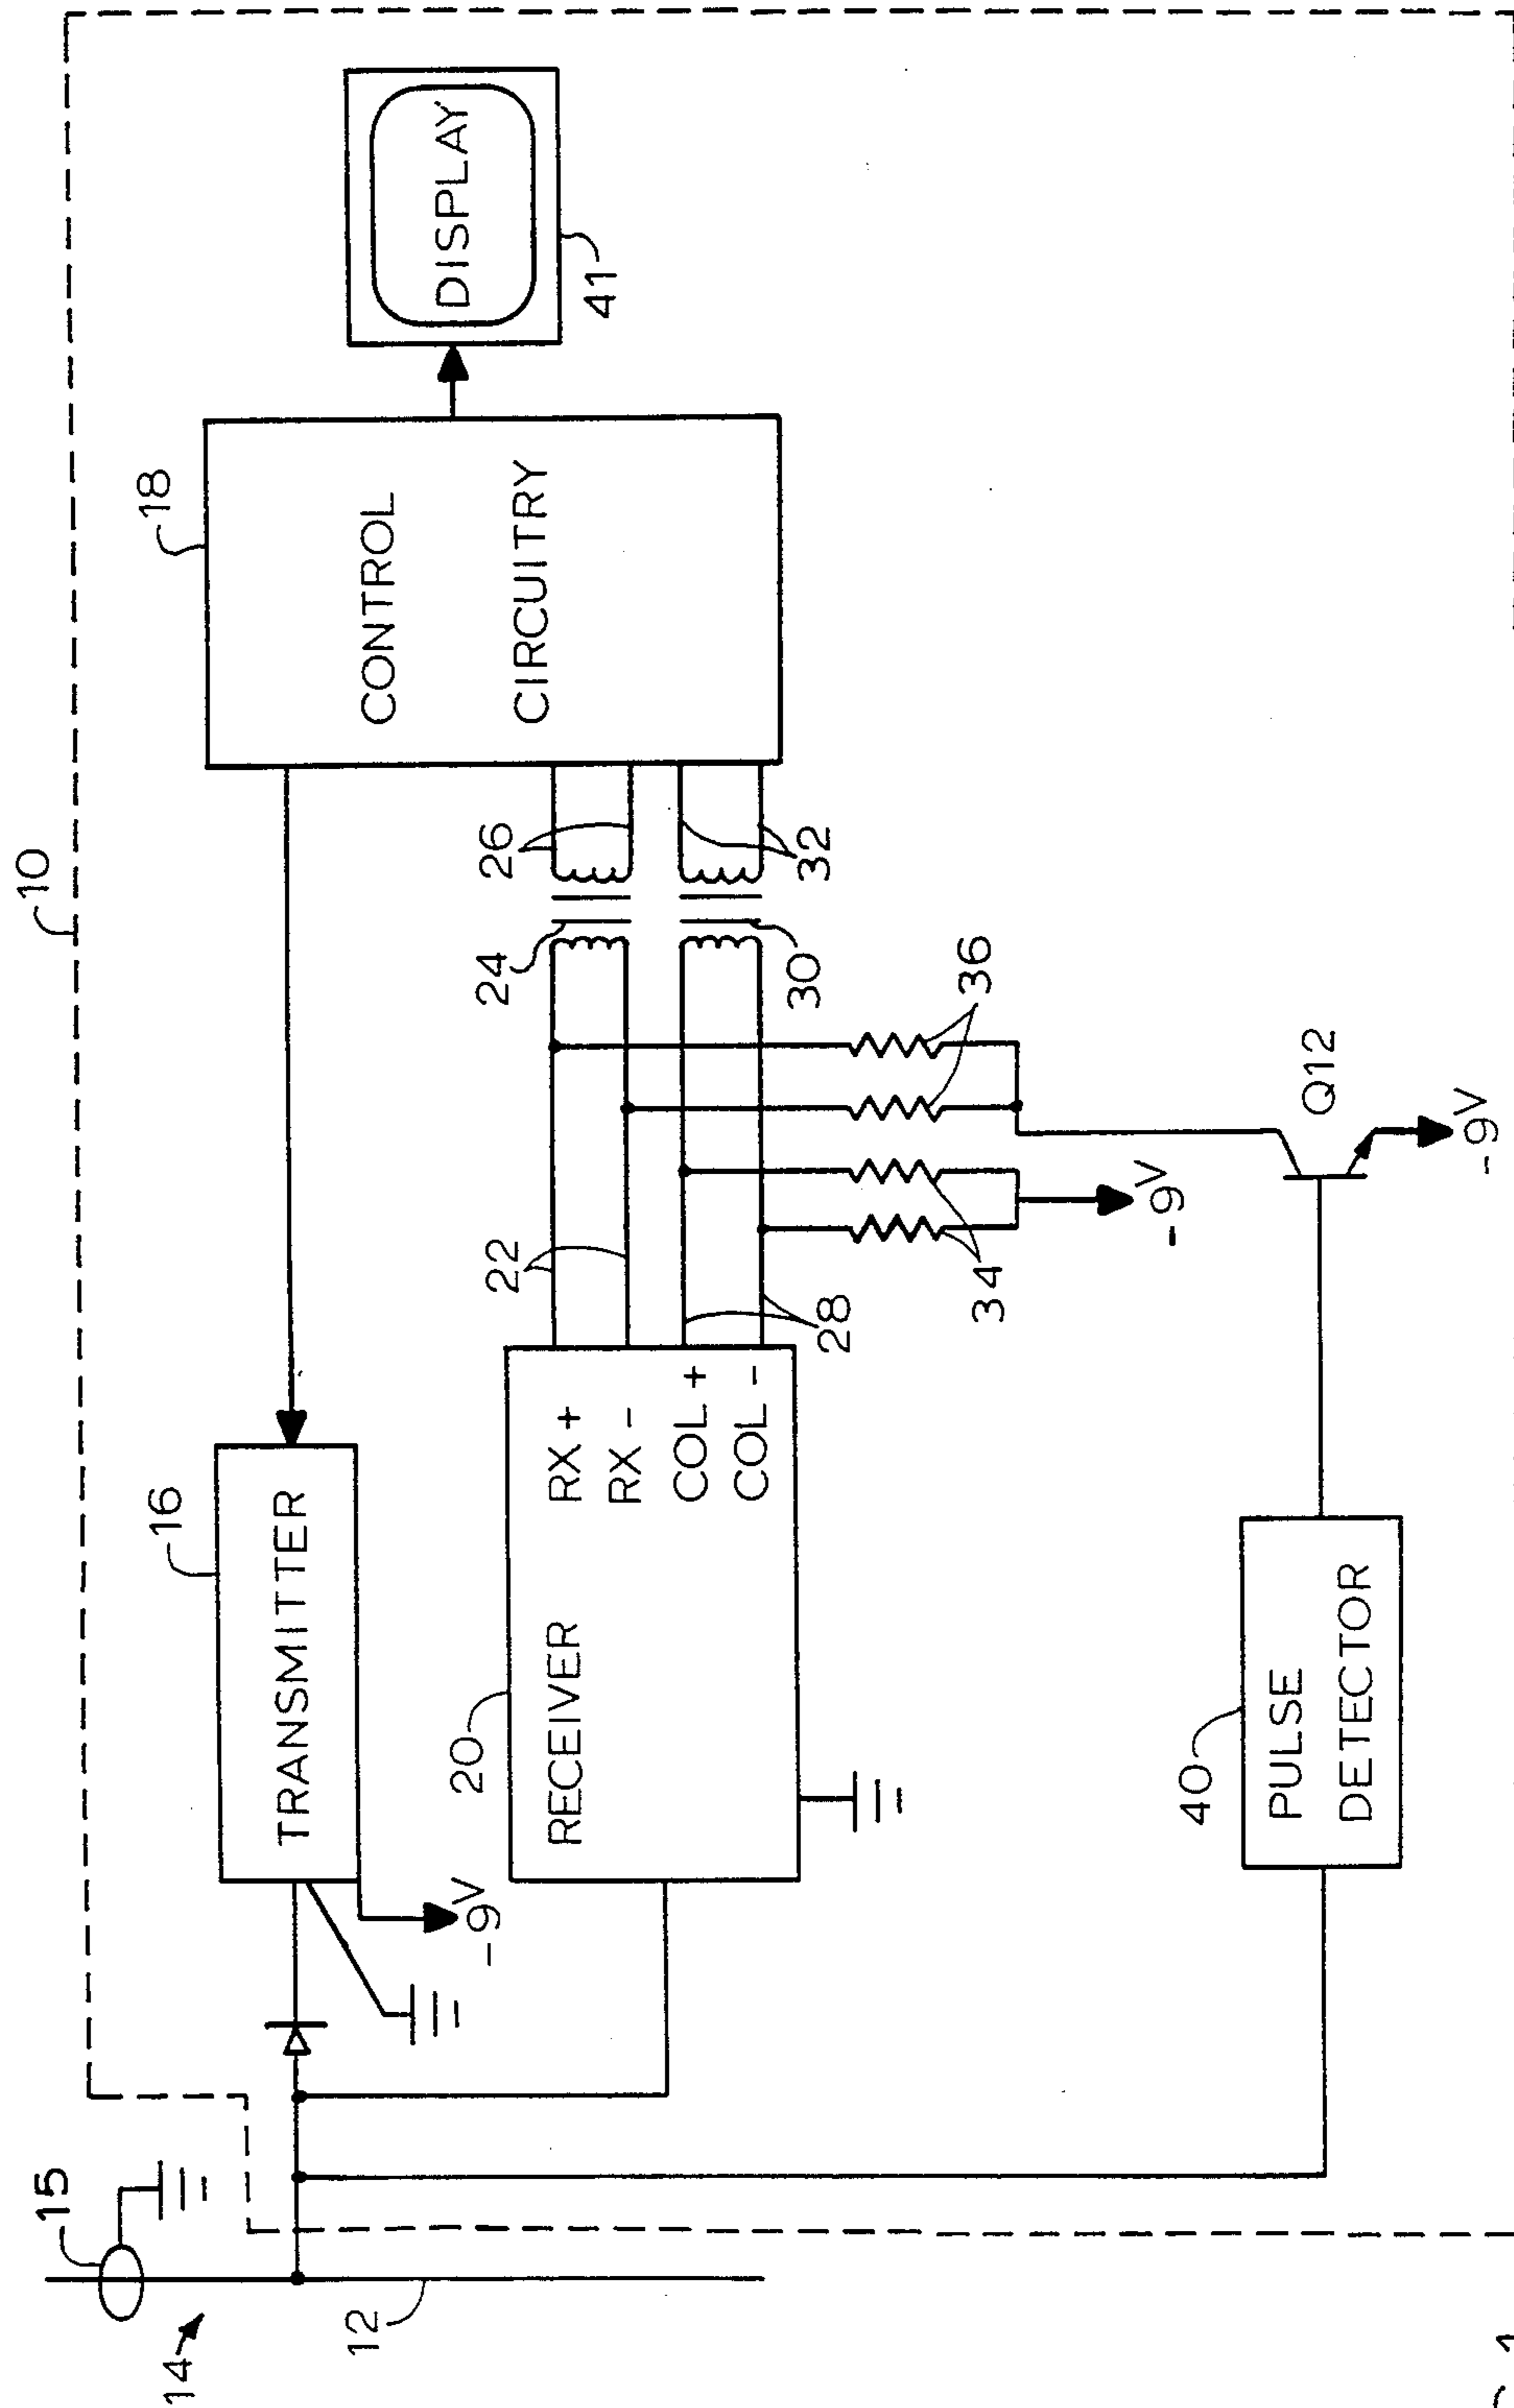 10
14
15
12
16
TRANSMITTER
-9V
18
CONTROL
CIRCUITRY
DISPLAY
41
20
RECEIVER
RX +
RX -
COL +
COL -
22
24
26
28
30
32
34
-9V
36
40
PULSE
DETECTOR
Q12
-9V